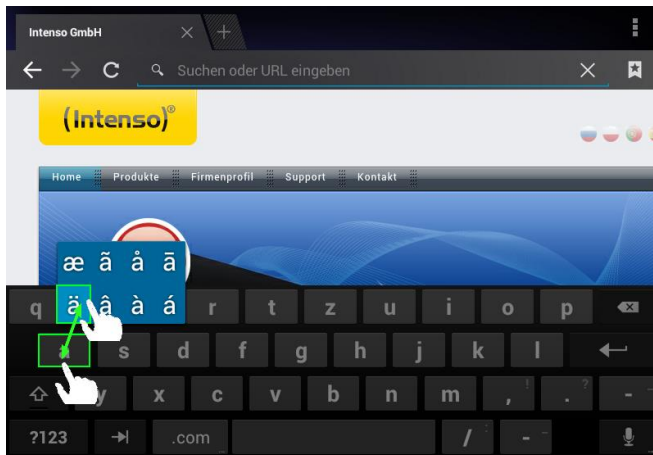 Intenso GmbH
Suchen oder URL eingeben
(Intenso)®
Home Produkte Firmenprofil Support Kontakt
æ ã å ā
ä â à á
q r t z u i o p
a s d f g h j k l
y x c v b n m , ! . ? - _
?123 .com / : - _